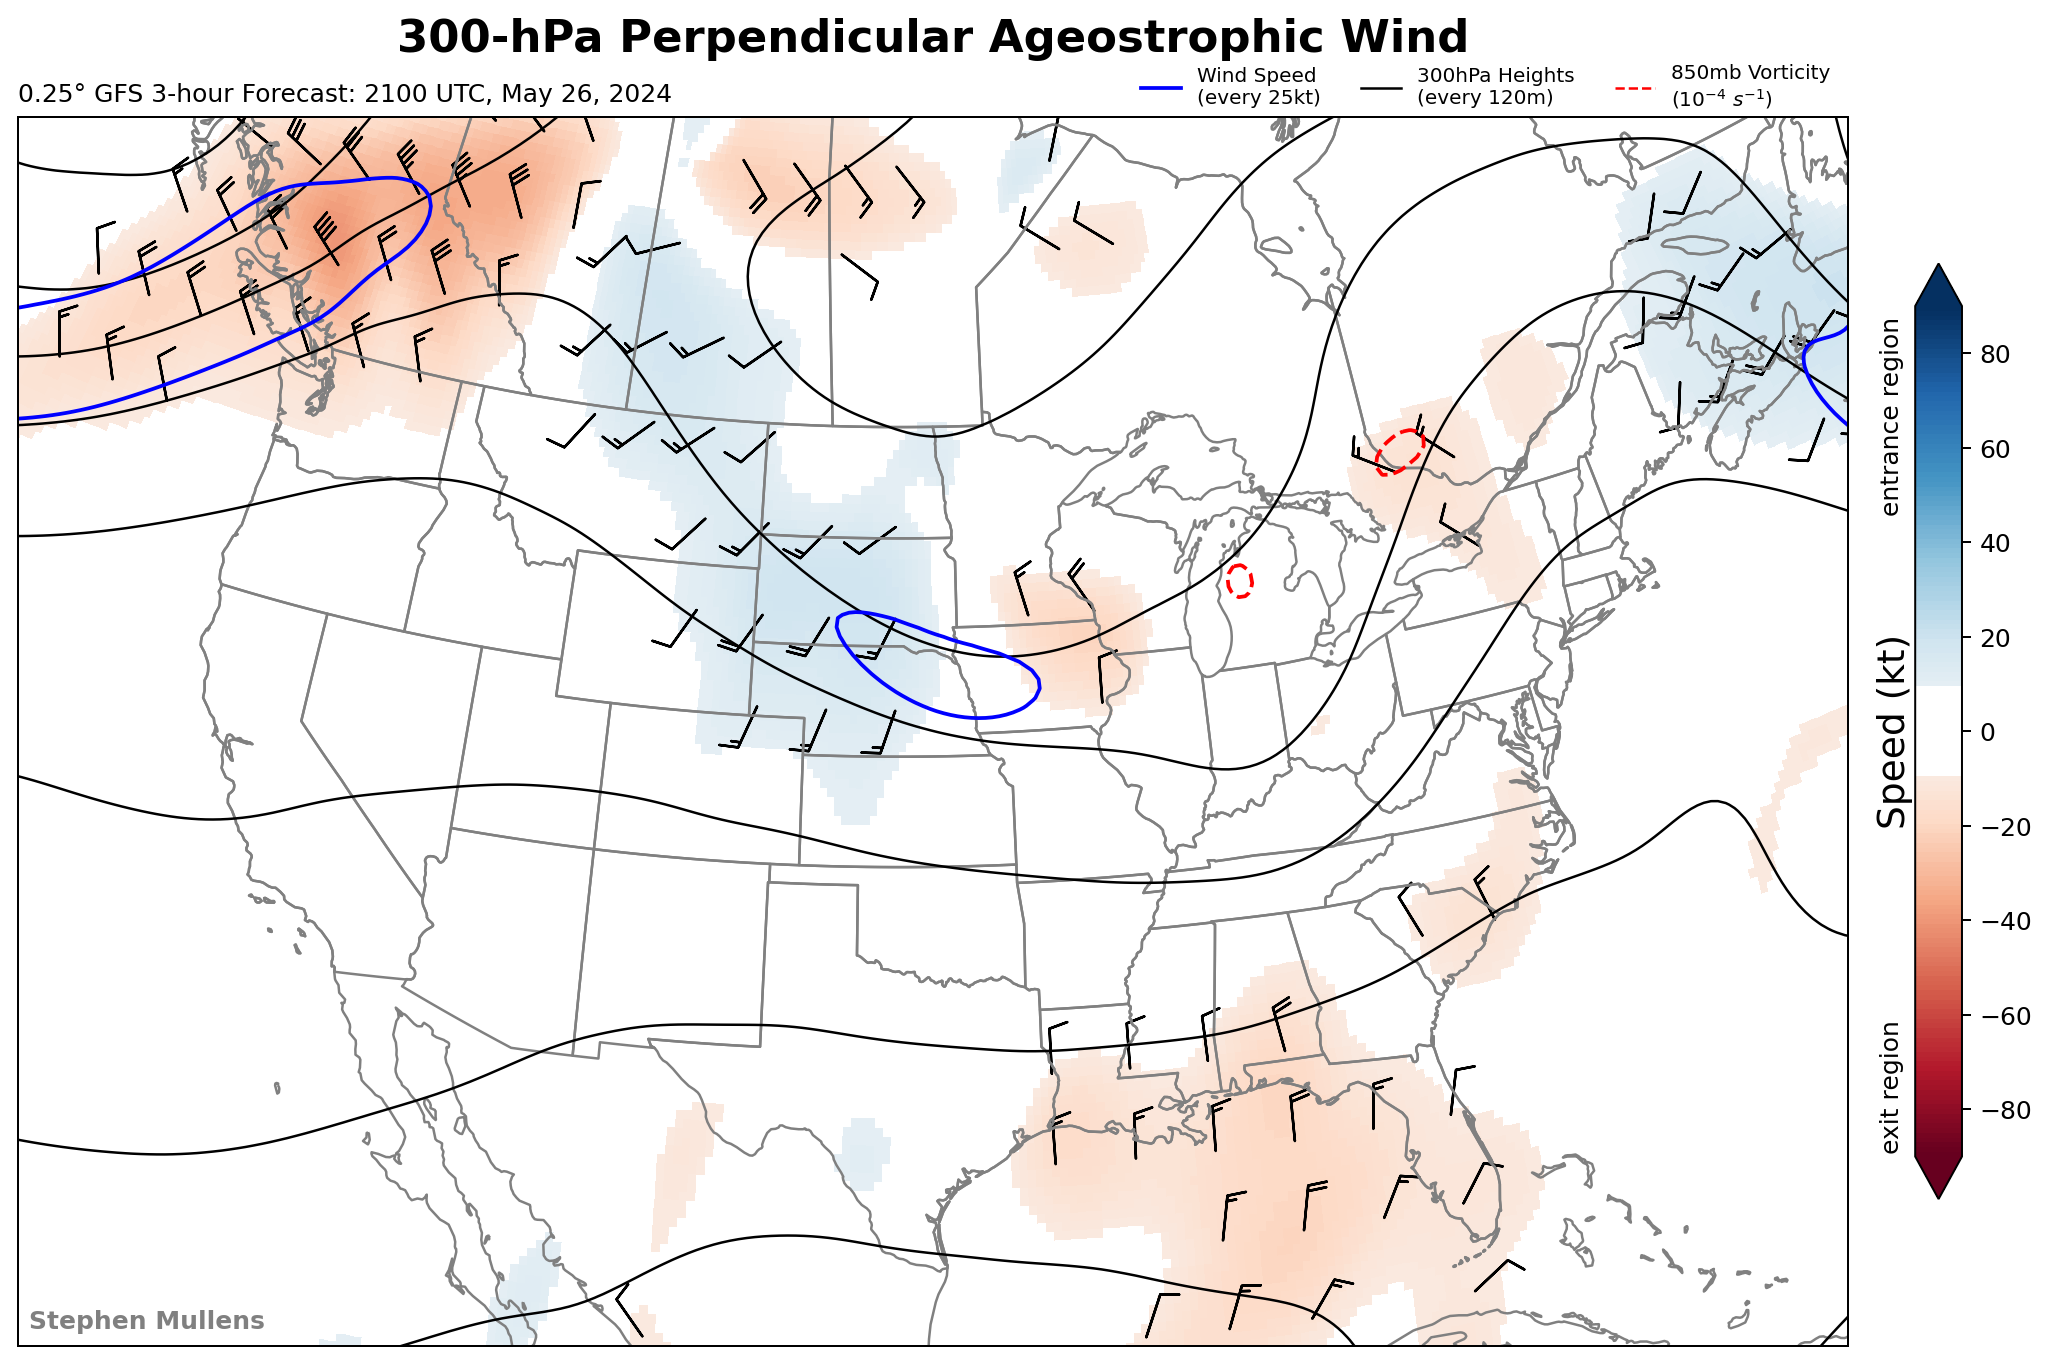 300-hPa Perpendicular Ageostrophic Wind
0.25° GFS 3-hour Forecast: 2100 UTC, May 26, 2024
Wind Speed
(every 25kt)
300hPa Heights
(every 120m)
850mb Vorticity
(10⁻⁴ s⁻¹)
entrance region
Speed (kt)
exit region
80
60
40
20
0
−20
−40
−60
−80
Stephen Mullens